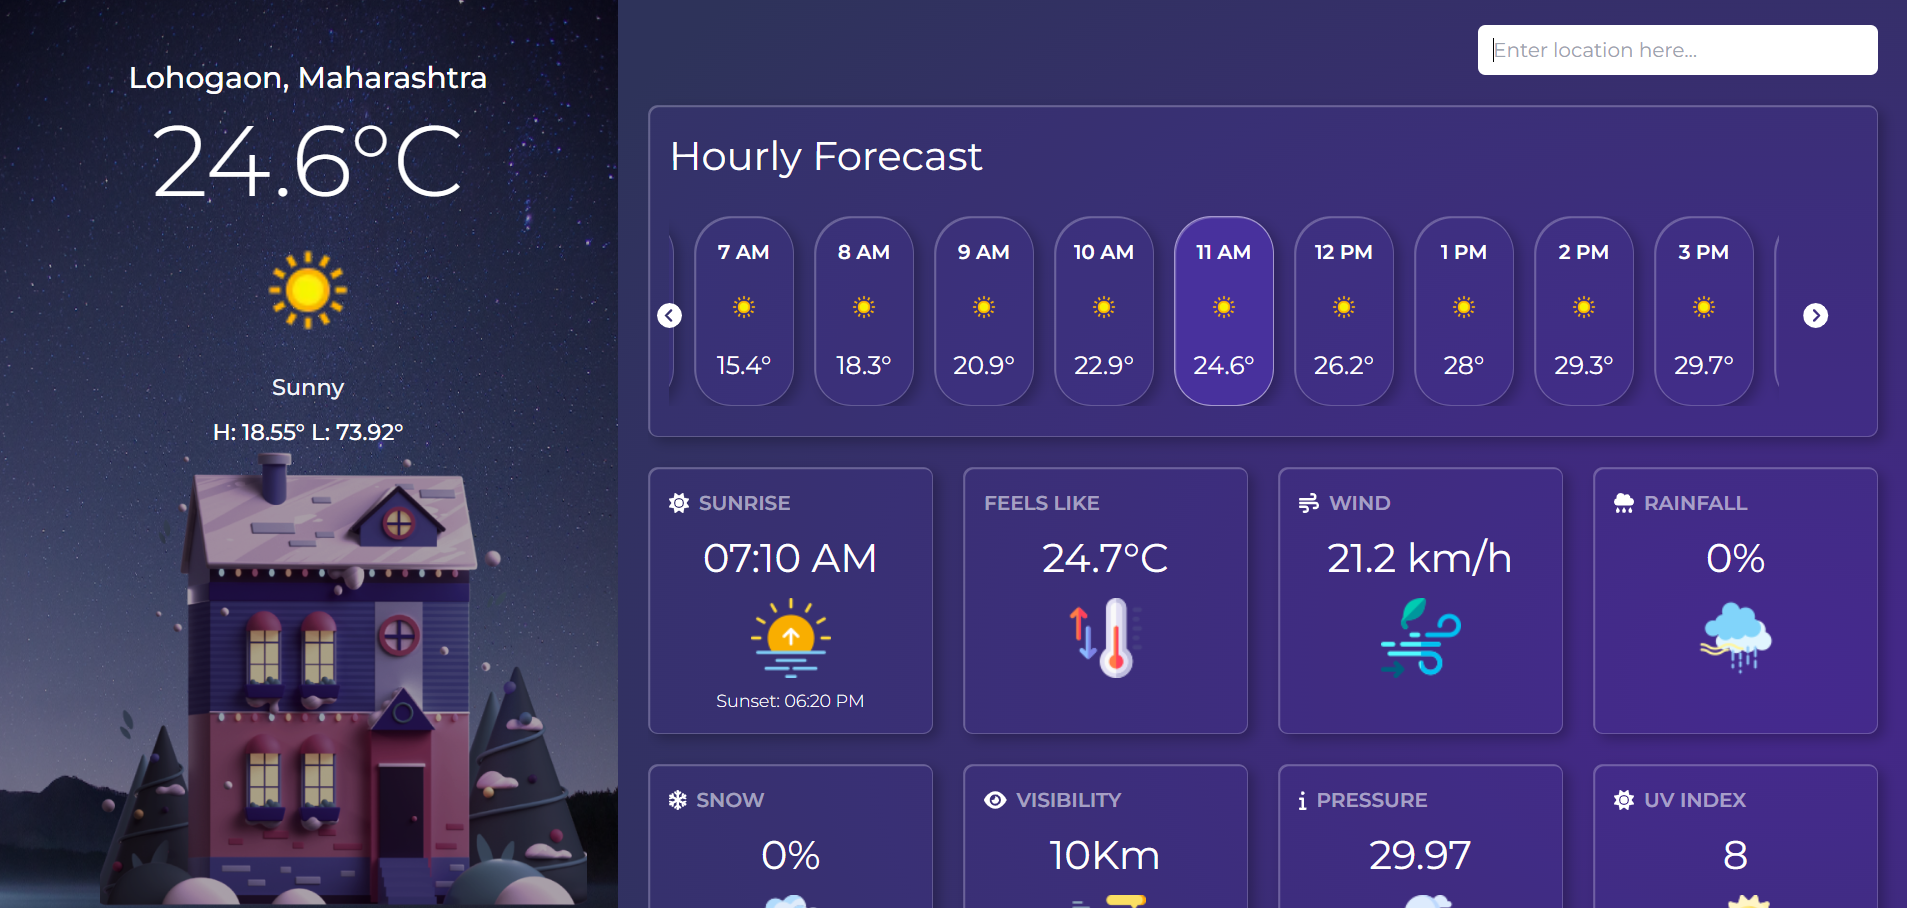 Lohogaon, Maharashtra
24.6°C
Sunny
H: 18.55° L: 73.92°
Enter location here...
Hourly Forecast
7 AM 8 AM 9 AM 10 AM 11 AM 12 PM 1 PM 2 PM 3 PM
15.4° 18.3° 20.9° 22.9° 24.6° 26.2° 28° 29.3° 29.7°
SUNRISE
07:10 AM
Sunset: 06:20 PM
FEELS LIKE
24.7°C
WIND
21.2 km/h
RAINFALL
0%
SNOW
0%
VISIBILITY
10Km
PRESSURE
29.97
UV INDEX
8